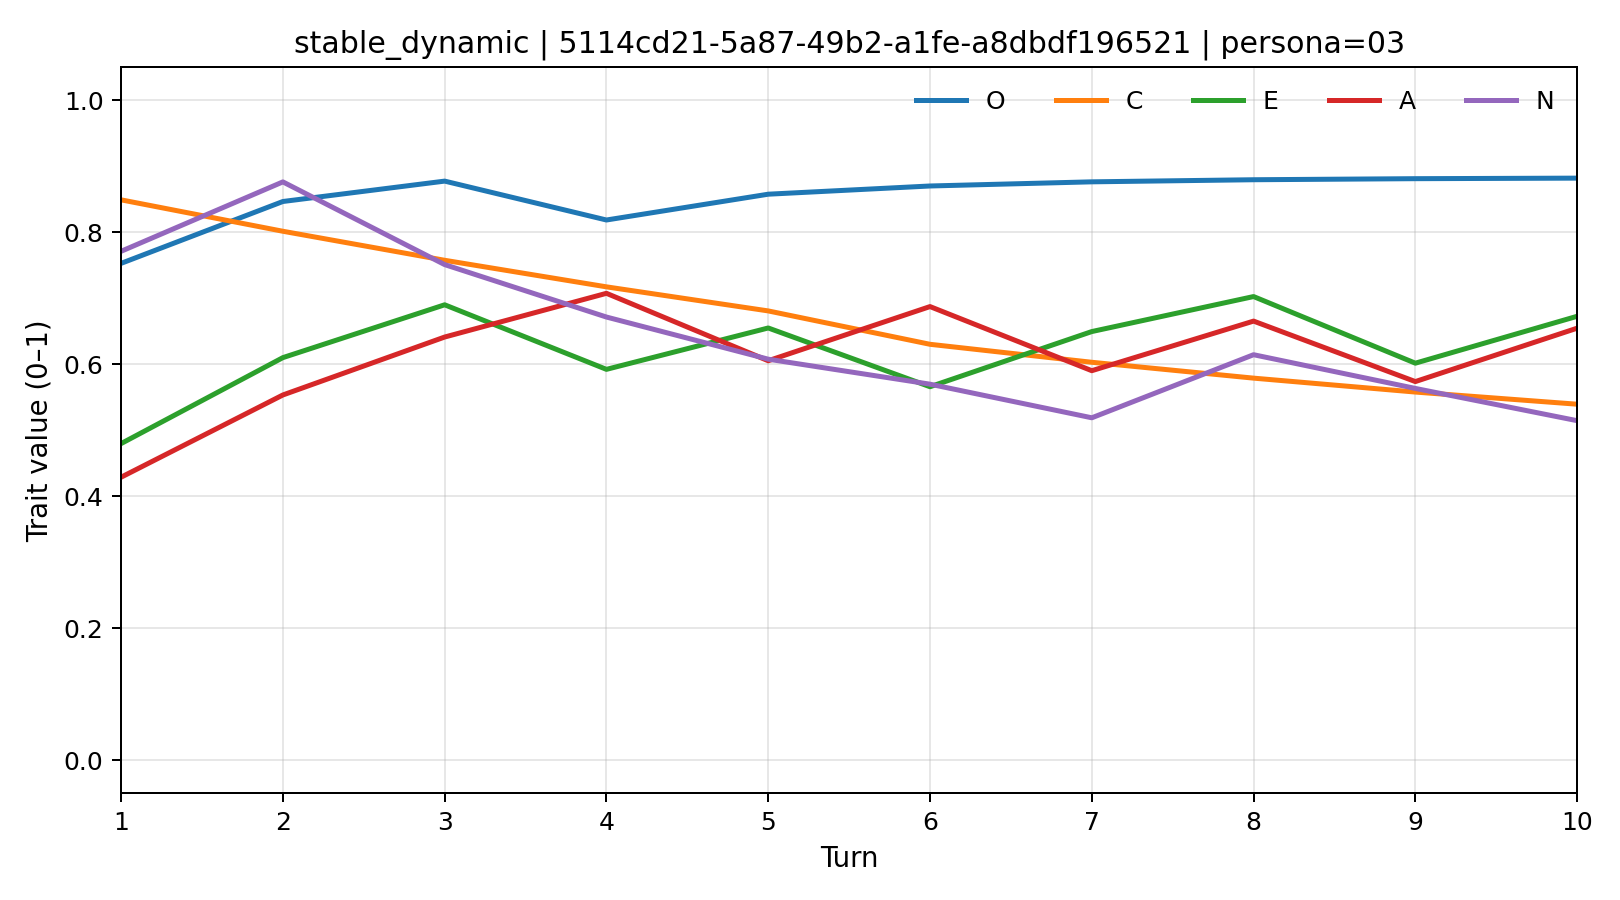 stable_dynamic | 5114cd21-5a87-49b2-a1fe-a8dbdf196521 | persona=03
O C E A N
1.0
0.8
0.6
0.4
0.2
0.0
Trait value (0–1)
1 2 3 4 5 6 7 8 9 10
Turn